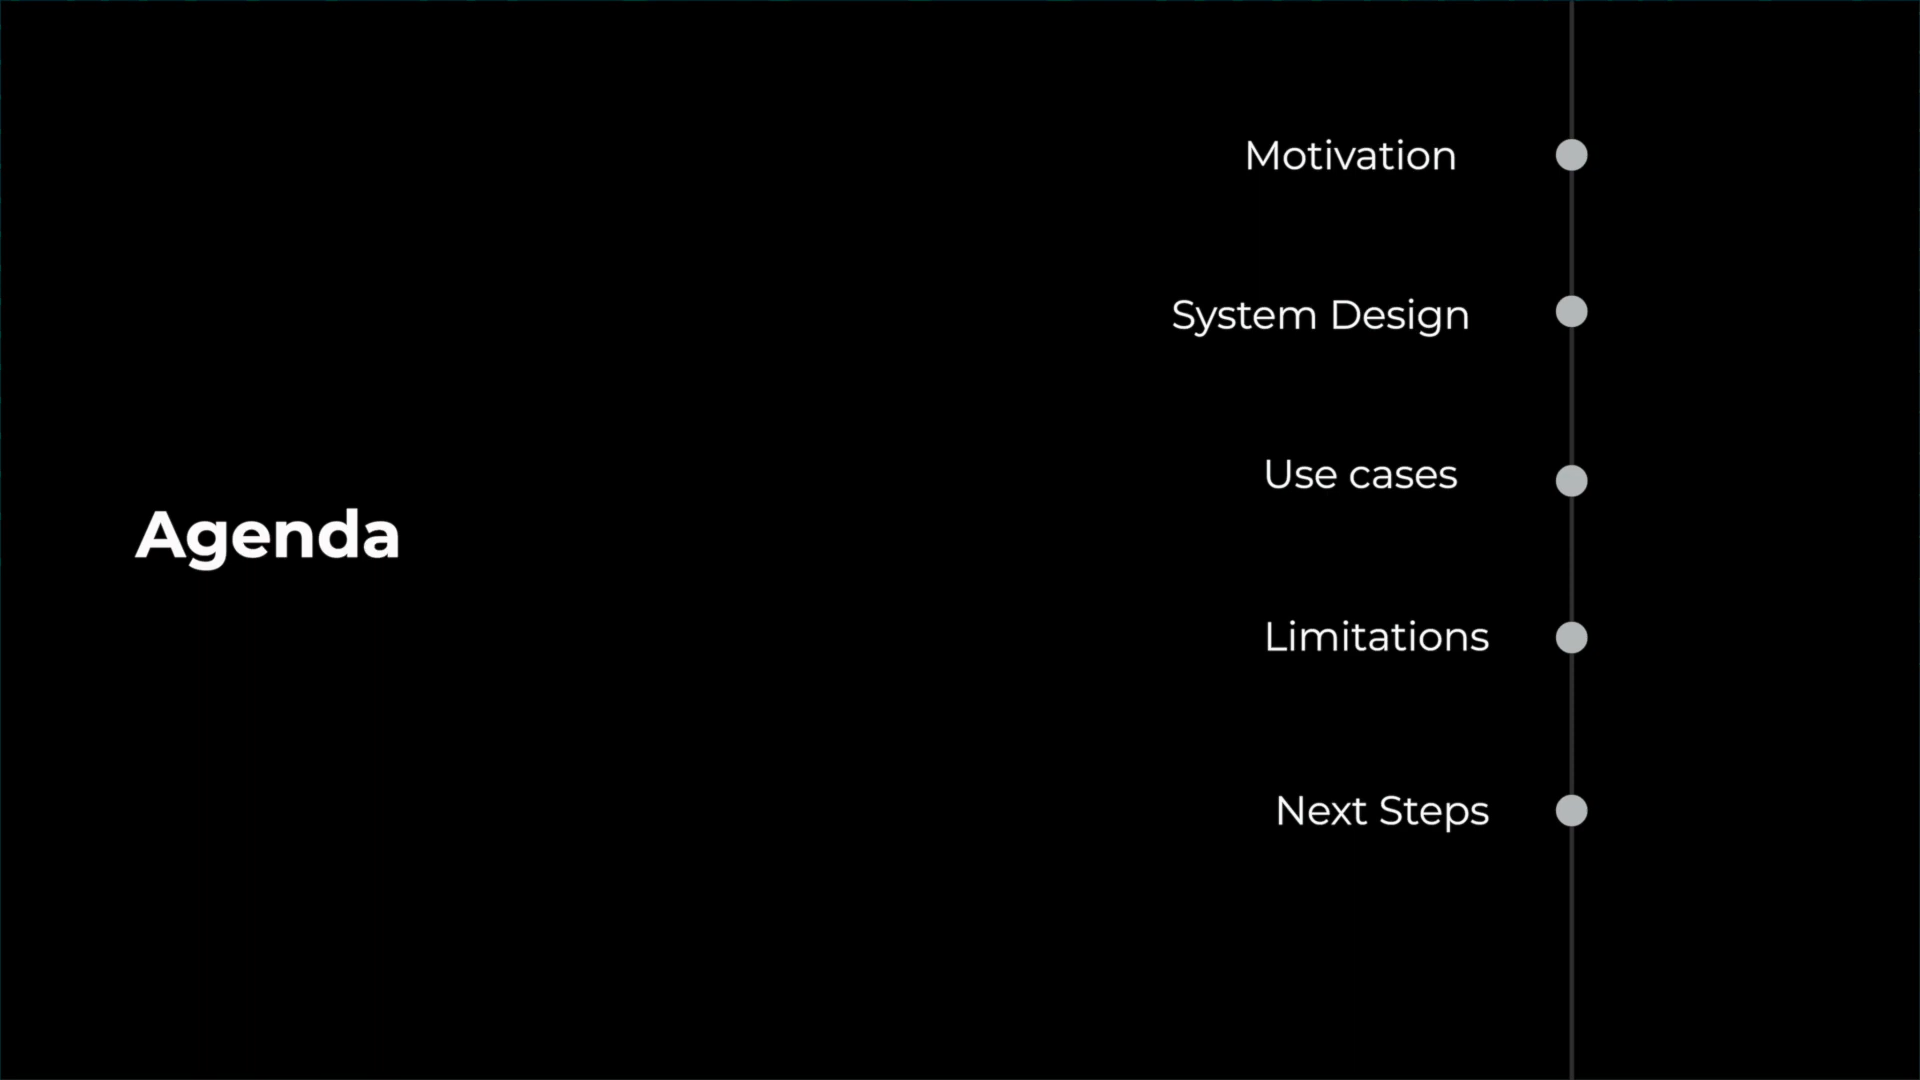 Agenda
Motivation
System Design
Use cases
Limitations
Next Steps